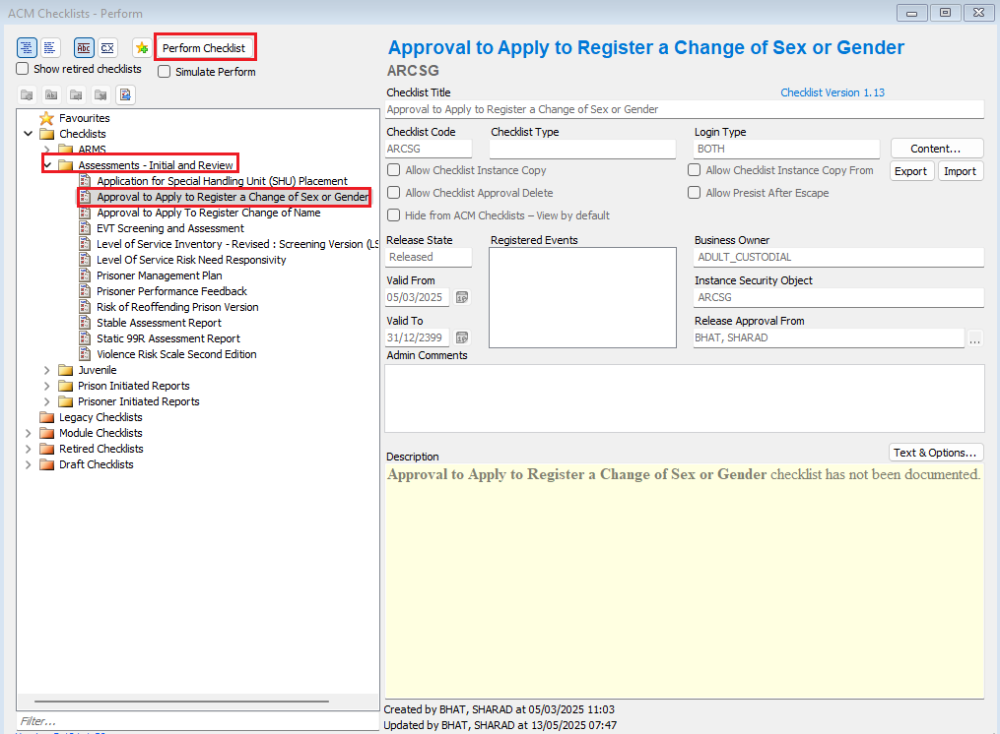 ACM Checklists - Perform
Perform Checklist
Show retired checklists
Simulate Perform
Favourites
Checklists
ARMS
Assessments - Initial and Review
Application for Special Handling Unit (SHU) Placement
Approval to Apply to Register a Change of Sex or Gender
Approval to Apply To Register Change of Name
EVT Screening and Assessment
Level of Service Inventory - Revised : Screening Version (LS
Level Of Service Risk Need Responsivity
Prisoner Management Plan
Prisoner Performance Feedback
Risk of Reoffending Prison Version
Stable Assessment Report
Static 99R Assessment Report
Violence Risk Scale Second Edition
Juvenile
Prison Initiated Reports
Prisoner Initiated Reports
Legacy Checklists
Module Checklists
Retired Checklists
Draft Checklists
Filter...
Approval to Apply to Register a Change of Sex or Gender
ARCSG
Checklist Title
Checklist Version 1.13
Approval to Apply to Register a Change of Sex or Gender
Checklist Code Checklist Type Login Type
ARCSG BOTH Content...
Allow Checklist Instance Copy Allow Checklist Instance Copy From Export Import
Allow Checklist Approval Delete Allow Presist After Escape
Hide from ACM Checklists – View by default
Release State Registered Events Business Owner
Released ADULT_CUSTODIAL
Valid From Instance Security Object
05/03/2025 ARCSG
Valid To Release Approval From
31/12/2399 BHAT, SHARAD ...
Admin Comments
Description Text & Options...
Approval to Apply to Register a Change of Sex or Gender checklist has not been documented.
Created by BHAT, SHARAD at 05/03/2025 11:03
Updated by BHAT, SHARAD at 13/05/2025 07:47